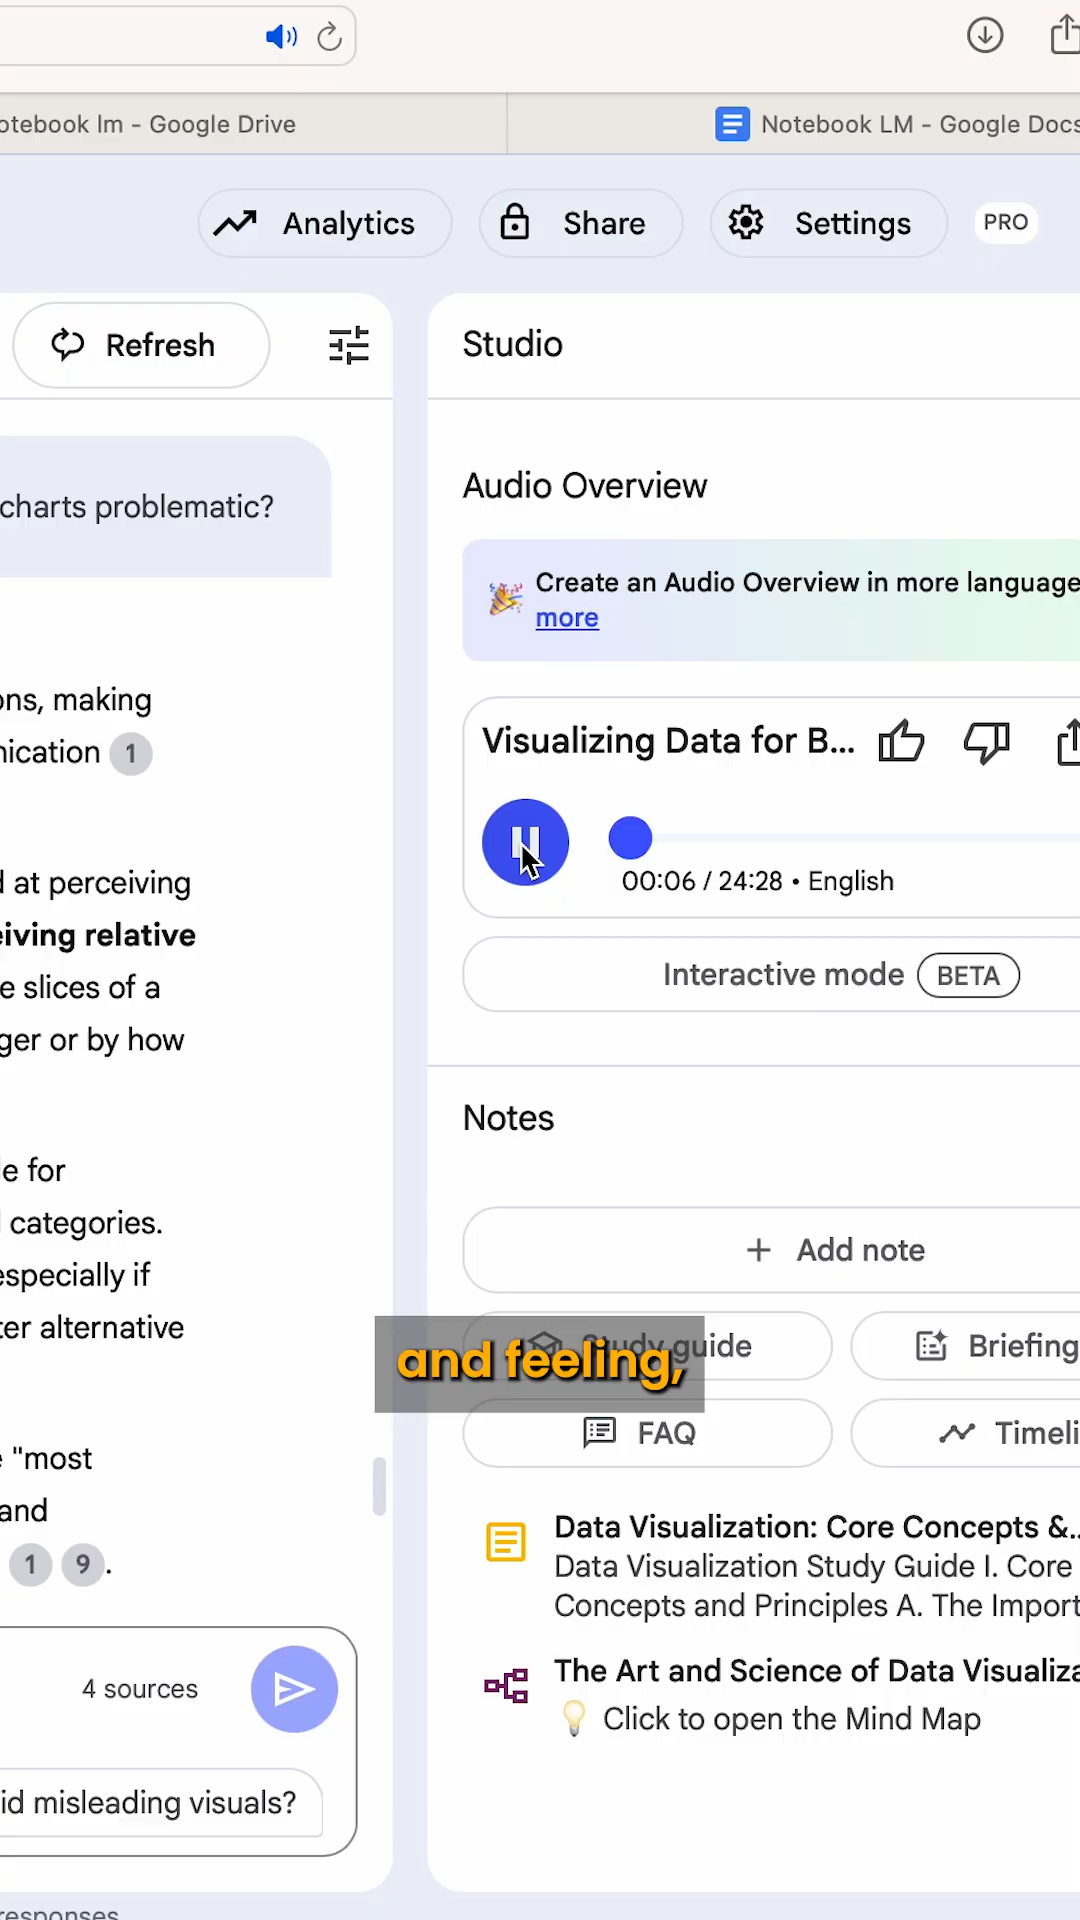 otebook lm - Google Drive
Notebook LM - Google Docs
Analytics
Share
Settings
PRO
Refresh
charts problematic?
ons, making
nication 1
d at perceiving
eiving relative
e slices of a
ger or by how
le for
categories.
especially if
ter alternative
e "most
and
1 9 .
4 sources
id misleading visuals?
responses
Studio
Audio Overview
Create an Audio Overview in more language
more
Visualizing Data for B...
00:06 / 24:28 • English
Interactive mode BETA
Notes
+ Add note
Study guide
Briefing
and feeling,
FAQ
Timeli
Data Visualization: Core Concepts &..
Data Visualization Study Guide I. Core
Concepts and Principles A. The Import
The Art and Science of Data Visualiza
Click to open the Mind Map